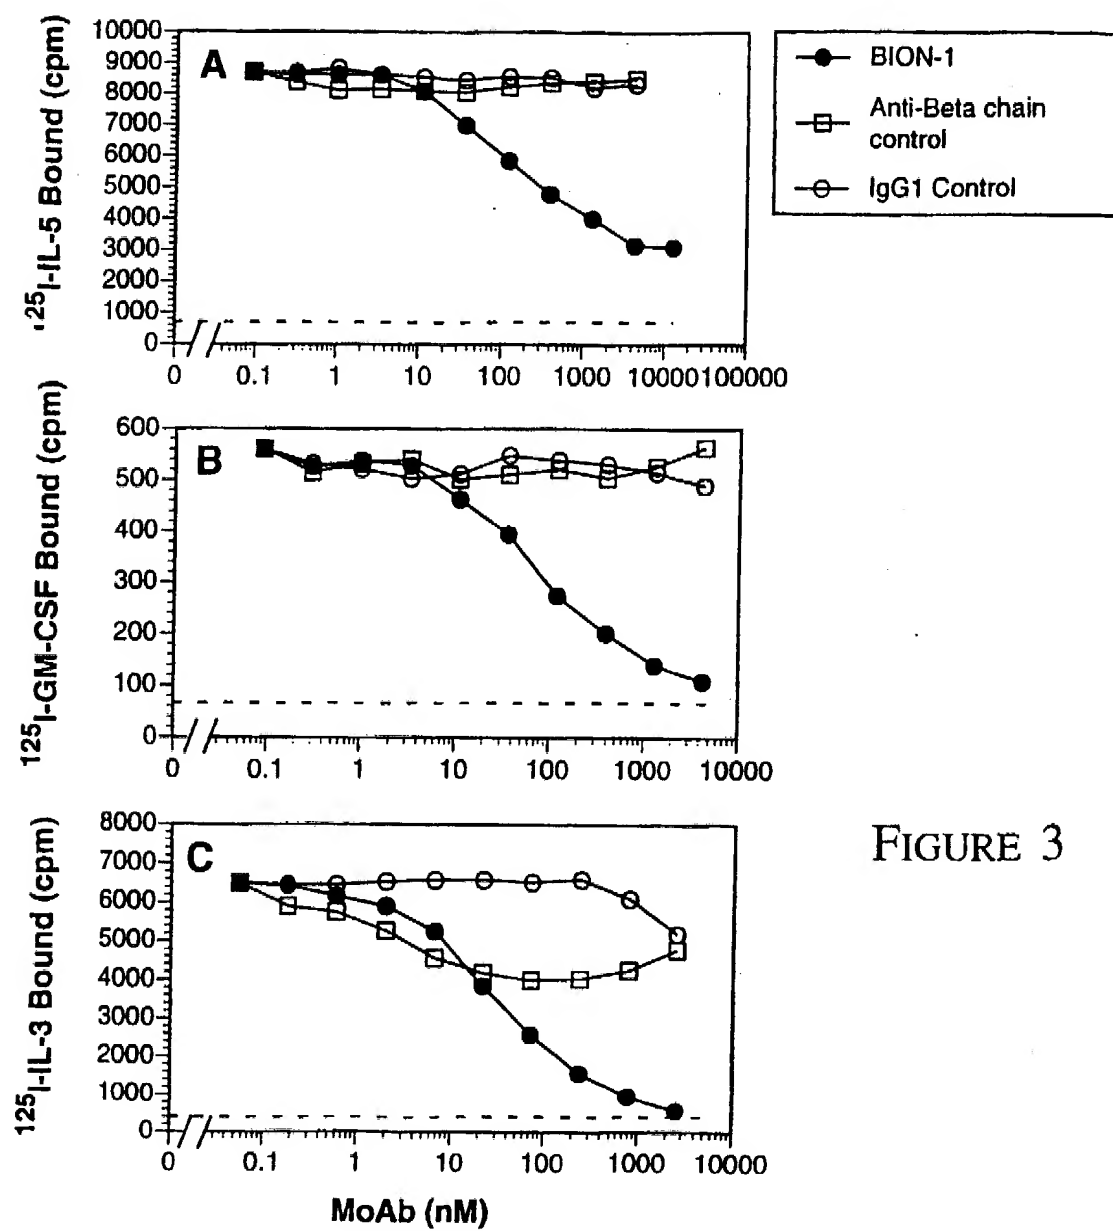 A
10000
9000
8000
7000
6000
5000
4000
3000
2000
1000
0
125I-IL-5 Bound (cpm)
0 0.1 1 10 100 1000 10000 100000
BION-1
Anti-Beta chain
control
IgG1 Control
B
600
500
400
300
200
100
0
125I-GM-CSF Bound (cpm)
0 0.1 1 10 100 1000 10000
C
8000
7000
6000
5000
4000
3000
2000
1000
0
125I-IL-3 Bound (cpm)
0 0.1 1 10 100 1000 10000
MoAb (nM)
FIGURE 3